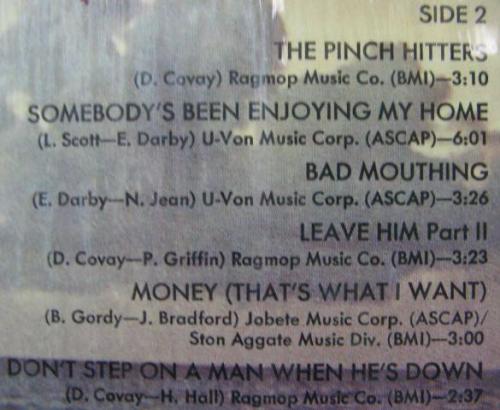 SIDE 2
THE PINCH HITTERS
(D. Covay) Ragmop Music Co. (BMI)—3:10
SOMEBODY'S BEEN ENJOYING MY HOME
(L. Scott—E. Darby) U-Von Music Corp. (ASCAP)—6:01
BAD MOUTHING
(E. Darby—N. Jean) U-Von Music Corp. (ASCAP)—3:26
LEAVE HIM Part II
(D. Covay—P. Griffin) Ragmop Music Co. (BMI)—3:23
MONEY (THAT'S WHAT I WANT)
(B. Gordy—J. Bradford) Jobete Music Corp. (ASCAP)/
Ston Aggate Music Div. (BMI)—3:00
DON'T STEP ON A MAN WHEN HE'S DOWN
(D. Covay—H. Hall) Ragmop Music Co. (BMI)—2:37